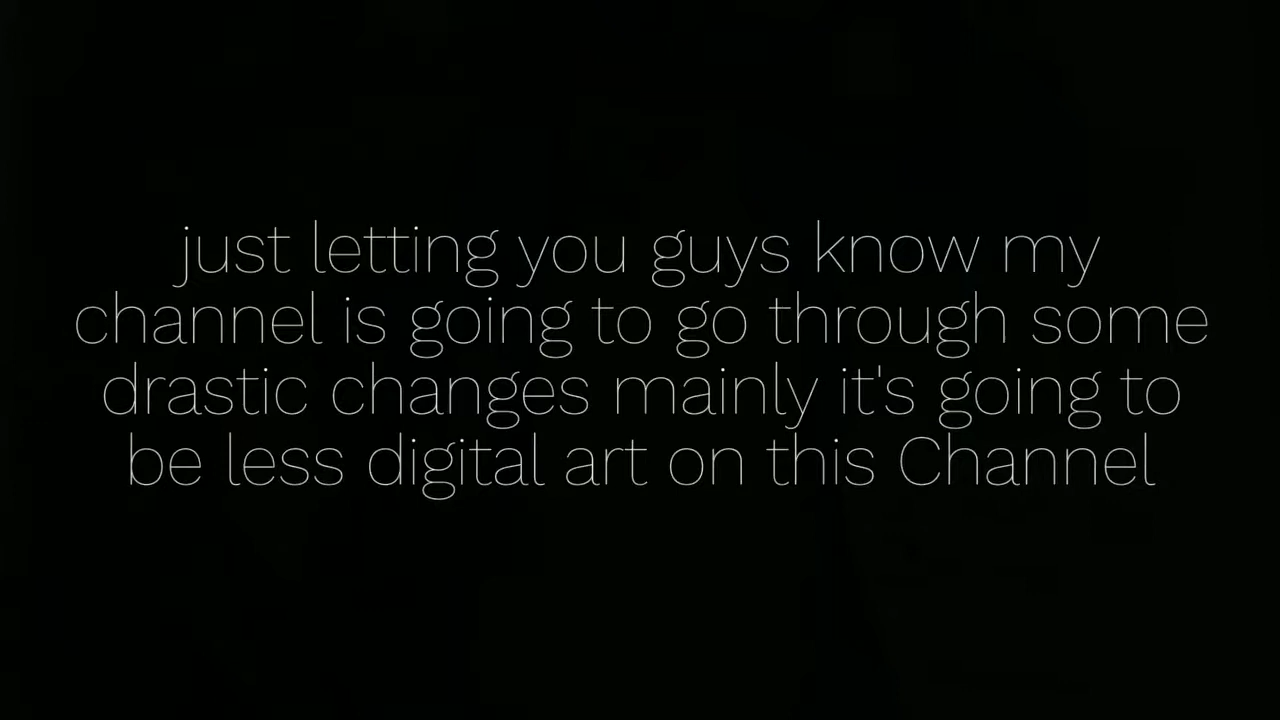 just letting you guys know my
channel is going to go through some
drastic changes mainly it's going to
be less digital art on this Channel